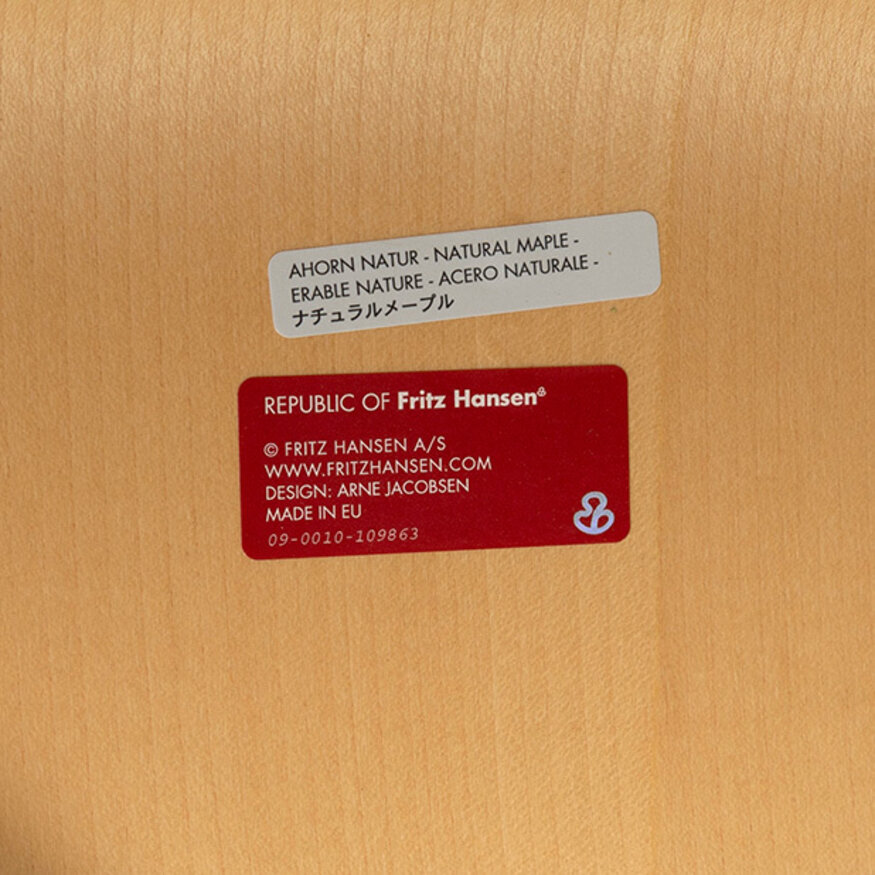 AHORN NATUR - NATURAL MAPLE -
ERABLE NATURE - ACERO NATURALE -
ナチュラルメープル
REPUBLIC OF Fritz Hansen
© FRITZ HANSEN A/S
WWW.FRITZHANSEN.COM
DESIGN: ARNE JACOBSEN
MADE IN EU
09-0010-109863